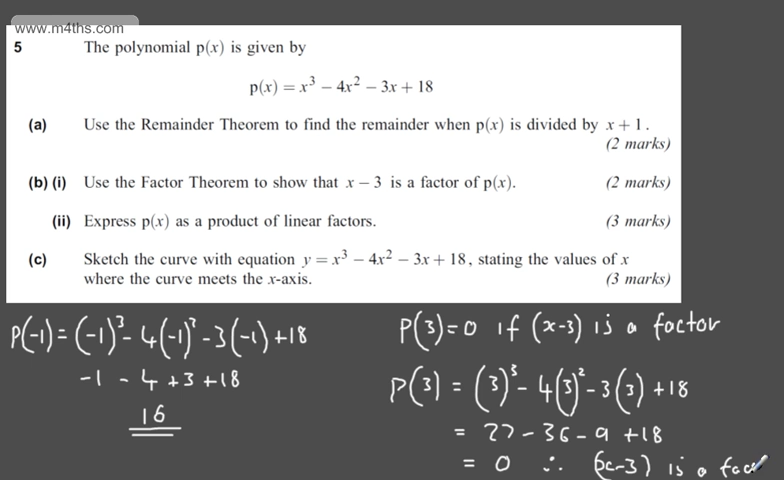 www.m4ths.com
5 The polynomial p(x) is given by
p(x) = x³ − 4x² − 3x + 18
(a) Use the Remainder Theorem to find the remainder when p(x) is divided by x + 1.
(2 marks)
(b) (i) Use the Factor Theorem to show that x − 3 is a factor of p(x). (2 marks)
(ii) Express p(x) as a product of linear factors. (3 marks)
(c) Sketch the curve with equation y = x³ − 4x² − 3x + 18, stating the values of x
where the curve meets the x-axis. (3 marks)
P(-1) = (-1)³ - 4(-1)² - 3(-1) + 18
-1 - 4 + 3 + 18
16
P(3) = 0 if (x-3) is a factor
P(3) = (3)³ - 4(3)² - 3(3) + 18
= 27 - 36 - 9 + 18
= 0 ∴ (x-3) is a fac